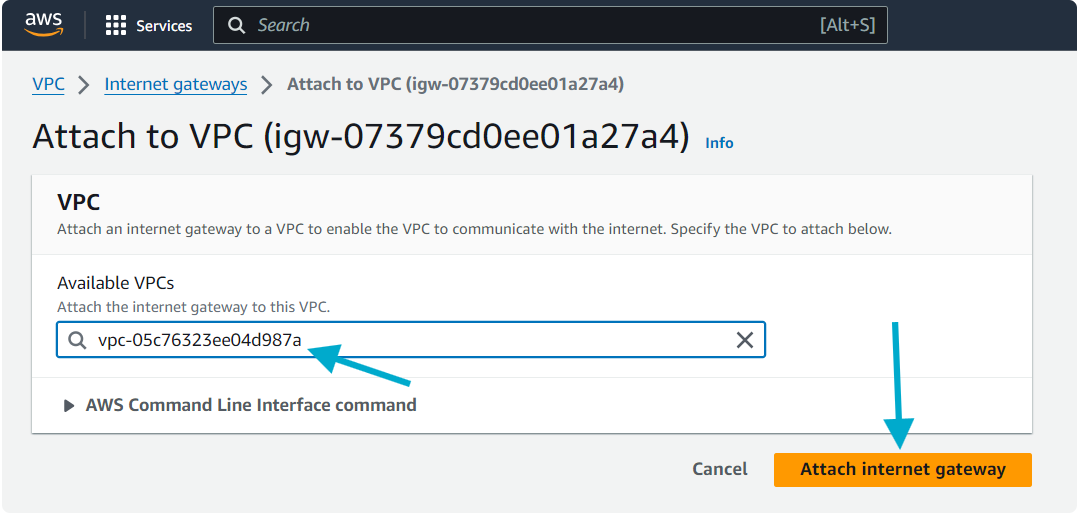 aws
Services
Search
[Alt+S]
VPC
Internet gateways
Attach to VPC (igw-07379cd0ee01a27a4)
Attach to VPC (igw-07379cd0ee01a27a4) Info
VPC
Attach an internet gateway to a VPC to enable the VPC to communicate with the internet. Specify the VPC to attach below.
Available VPCs
Attach the internet gateway to this VPC.
vpc-05c76323ee04d987a
AWS Command Line Interface command
Cancel
Attach internet gateway